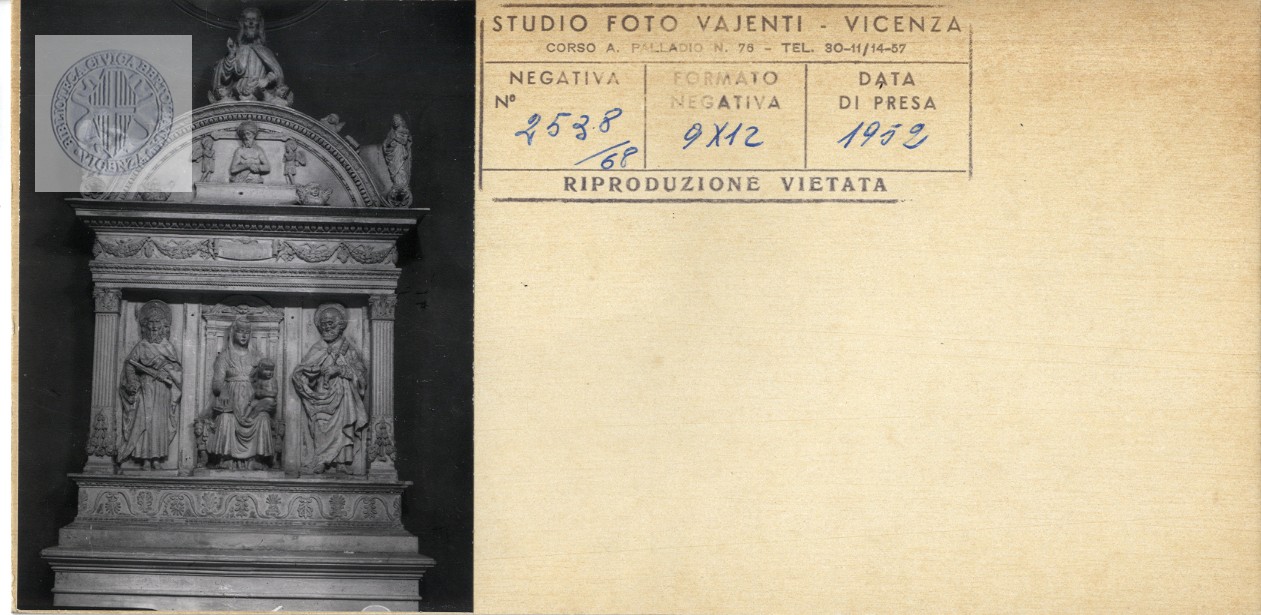 STUDIO FOTO VAJENTI - VICENZA
CORSO A. PALLADIO N. 76 - TEL. 30-11/14-57
NEGATIVA
Nº
2538
/68
FORMATO
NEGATIVA
9X12
DATA
DI PRESA
1952
RIPRODUZIONE VIETATA
BIBLIOTECA CIVICA BERTOLIANA
VICENZA